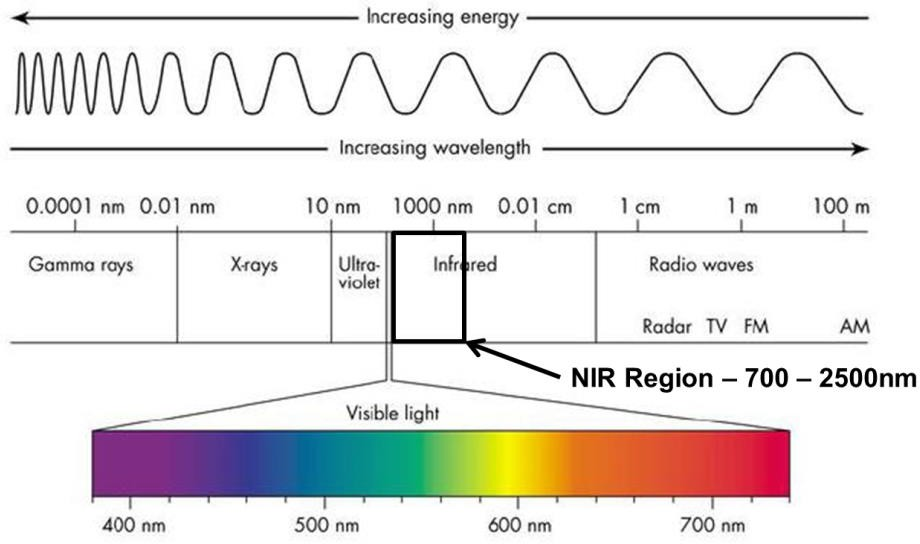 Increasing energy
Increasing wavelength
0.0001 nm 0.01 nm 10 nm 1000 nm 0.01 cm 1 cm 1 m 100 m
Gamma rays X-rays Ultra- Infrared Radio waves
violet
Radar TV FM AM
NIR Region – 700 – 2500nm
Visible light
400 nm 500 nm 600 nm 700 nm